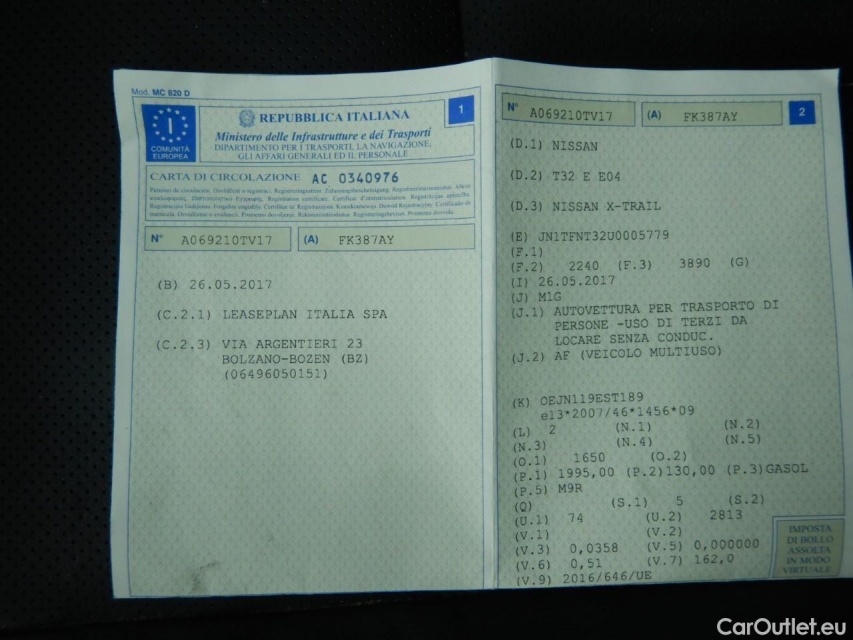 Mod. MC 820 D
REPUBBLICA ITALIANA
1
Ministero delle Infrastrutture e dei Trasporti
DIPARTIMENTO PER I TRASPORTI, LA NAVIGAZIONE,
GLI AFFARI GENERALI ED IL PERSONALE
I
COMUNITÀ
EUROPEA
CARTA DI CIRCOLAZIONE AC 0340976
N° A069210TV17 (A) FK387AY
(B) 26.05.2017
(C.2.1) LEASEPLAN ITALIA SPA
(C.2.3) VIA ARGENTIERI 23
BOLZANO-BOZEN (BZ)
(06496050151)
N° A069210TV17 (A) FK387AY 2
(D.1) NISSAN
(D.2) T32 E E04
(D.3) NISSAN X-TRAIL
(E) JN1TFNT32U0005779
(F.1)
(F.2) 2240 (F.3) 3890 (G)
(I) 26.05.2017
(J) M1G
(J.1) AUTOVETTURA PER TRASPORTO DI
PERSONE -USO DI TERZI DA
LOCARE SENZA CONDUC.
(J.2) AF (VEICOLO MULTIUSO)
(K) OEJN119EST189
e13*2007/46*1456*09
(L) 2 (N.1) (N.2)
(N.3) (N.4) (N.5)
(O.1) 1650 (O.2)
(P.1) 1995,00 (P.2)130,00 (P.3)GASOL
(P.5) M9R
(Q) (S.1) 5 (S.2)
(U.1) 74 (U.2) 2813
(V.1) (V.2)
(V.3) 0,0358 (V.5) 0,000000
(V.6) 0,51 (V.7) 162,0
(V.9) 2016/646/UE
IMPOSTA
DI BOLLO
ASSOLTA
IN MODO
VIRTUALE
CarOutlet.eu